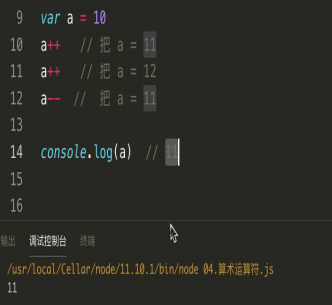 9 var a = 10
10 a++ // 把 a = 11
11 a++ // 把 a = 12
12 a-- // 把 a = 11
13
14 console.log(a) // 11
15
16
输出 调试控制台 终端
/usr/local/Cellar/node/11.10.1/bin/node 04.算术运算符.js
11